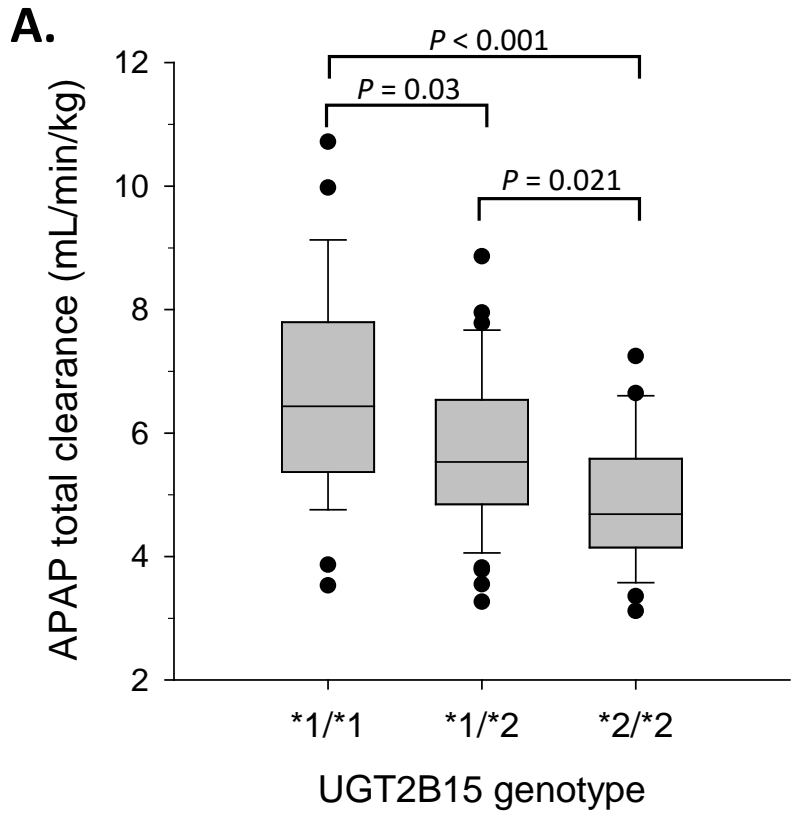 A.
P < 0.001
P = 0.03
P = 0.021
APAP total clearance (mL/min/kg)
12
10
8
6
4
2
*1/*1 *1/*2 *2/*2
UGT2B15 genotype